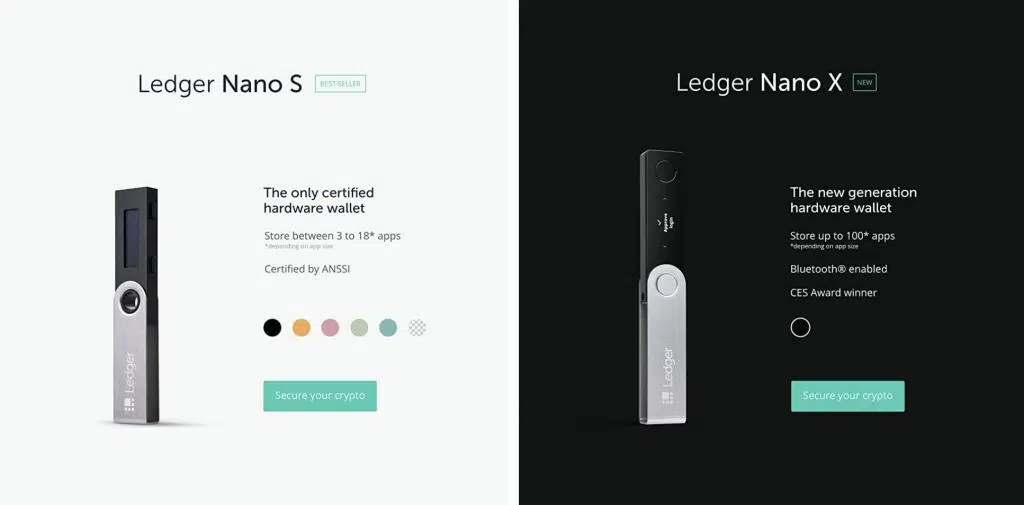 Ledger Nano S BEST-SELLER
The only certified
hardware wallet
Store between 3 to 18* apps
*depending on app size
Certified by ANSSI
Secure your crypto
Ledger
Ledger Nano X NEW
The new generation
hardware wallet
Store up to 100* apps
*depending on app size
Bluetooth® enabled
CES Award winner
Secure your crypto
Approve
login
Ledger